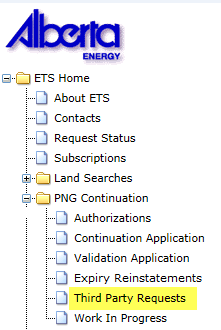 Alberta
ENERGY
ETS Home
About ETS
Contacts
Request Status
Subscriptions
Land Searches
PNG Continuation
Authorizations
Continuation Application
Validation Application
Expiry Reinstatements
Third Party Requests
Work In Progress